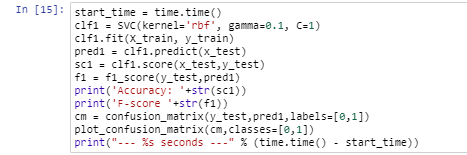 In [15]: start_time = time.time()
clf1 = SVC(kernel='rbf', gamma=0.1, C=1)
clf1.fit(X_train, y_train)
pred1 = clf1.predict(x_test)
sc1 = clf1.score(x_test,y_test)
f1 = f1_score(y_test,pred1)
print('Accuracy: '+str(sc1))
print('F-score '+str(f1))
cm = confusion_matrix(y_test,pred1,labels=[0,1])
plot_confusion_matrix(cm,classes=[0,1])
print("--- %s seconds ---" % (time.time() - start_time))